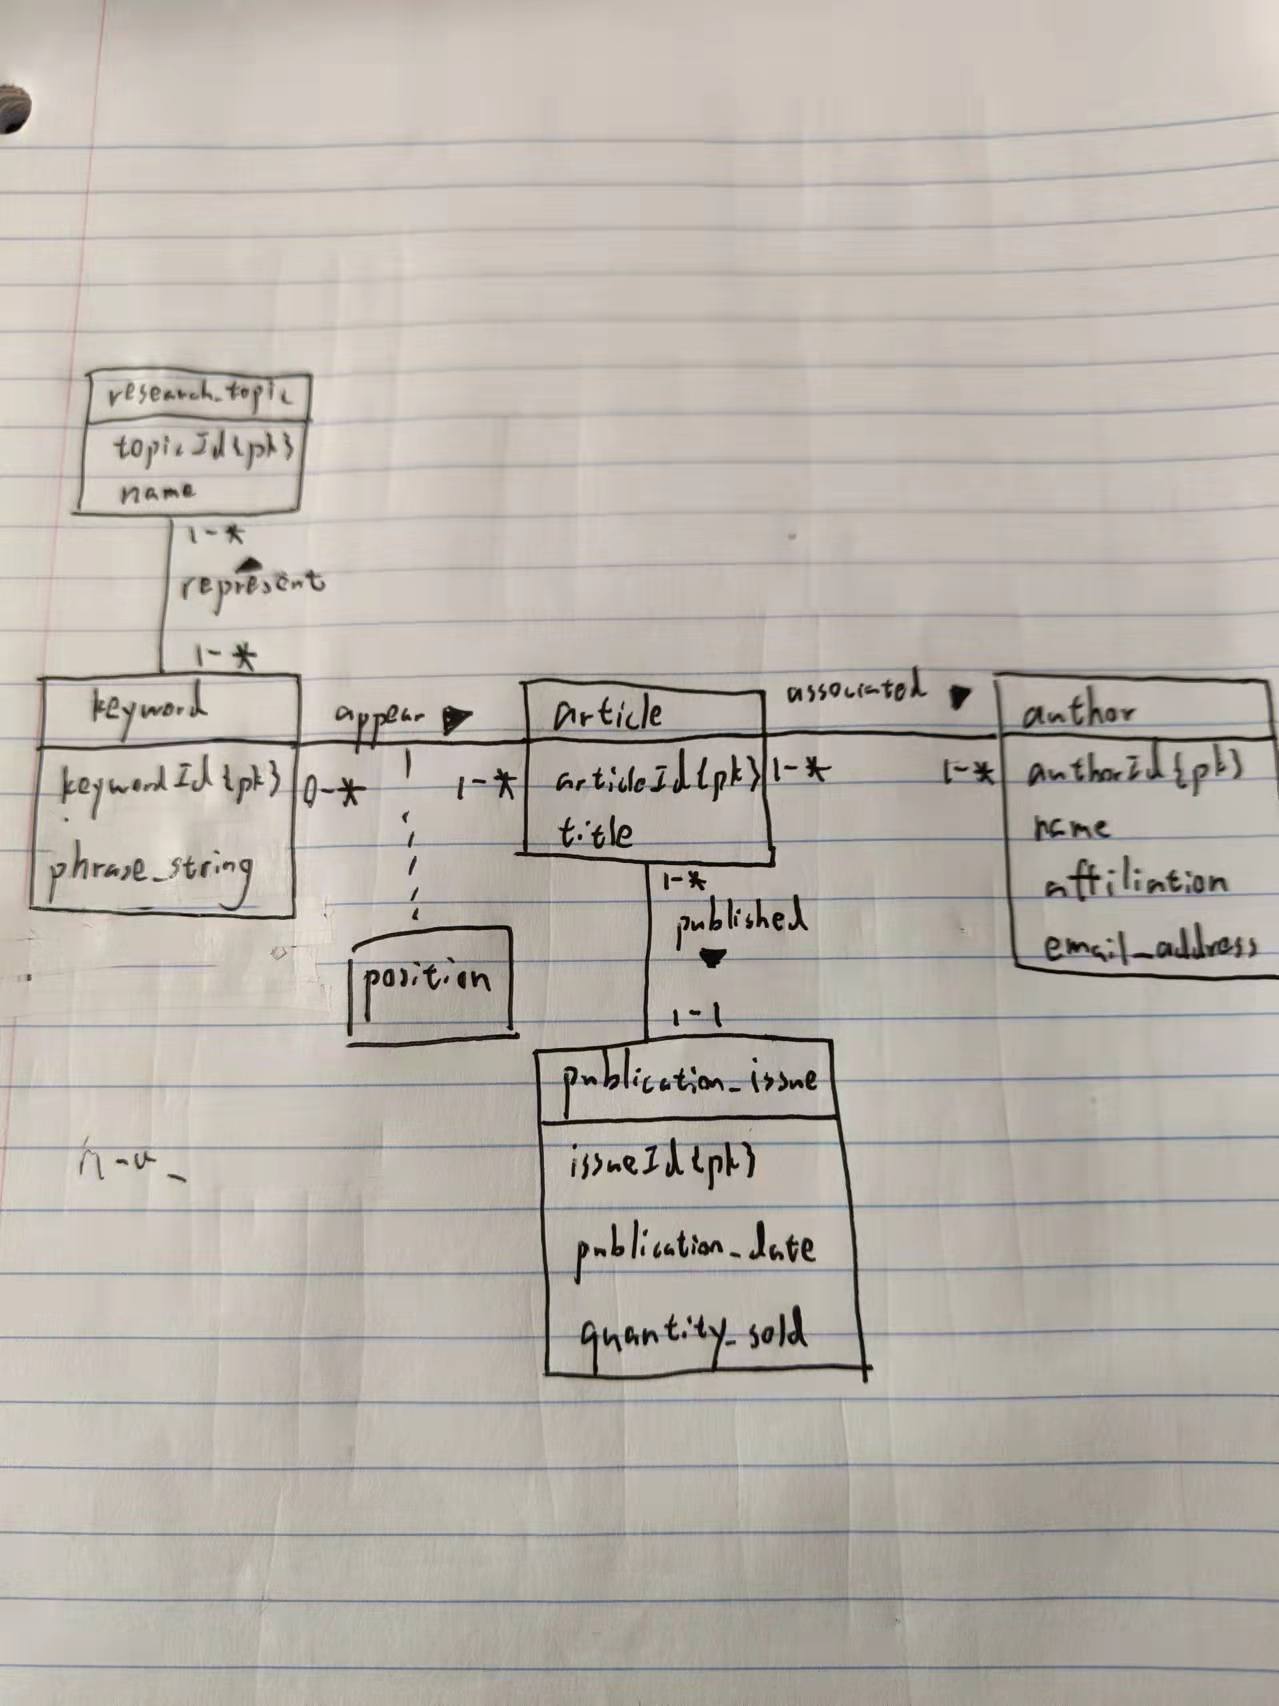 research_topic
topicId{pk}
name
1-*
represent
1-*
keyword
keywordId{pk}
phrase_string
appear
0-*
1-*
position
article
articleId{pk}
title
associated
1-*
1-*
author
authorId{pk}
name
affiliation
email_address
1-*
published
1-1
publication_issue
issueId{pk}
publication_date
quantity_sold